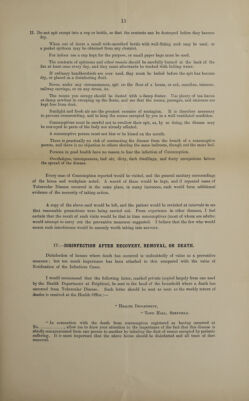 11
II. Do not spit except into a cup or bottle, so that the contents can be destroyed before they become
dry.
When out of doors a small wide-mouthed bottle with well-fitting cork may be used, or
a pocket spittoon may be obtained from any chemist.
For indoor use a cup kept for the purpose, or small paper bags must be used.
The contents of spittoons and other vessels should be carefully burned at the back of the
fire at least once every day, and they must afterwards be washed with boiling water.
If ordinary handkerchiefs are ever used, they must be boiled before the spit has become
dry, or placed in a disinfecting fluid.
Never, under any circumstances, spit on the floor of a house, or cab, omnibus, tramcar,
railway carriage, or on any street, &c.
The rooms you occupy should be dusted with a damp duster. Use plenty of tea leaves
or damp sawdust in sweeping up the floors, and see that the rooms, passages, and staircase are
kept free from dust.
Sunlight and fresh air are the greatest enemies of contagion. It is therefore necessary
to prevent overcrowding, and to keep the rooms occupied by you in a well ventilated condition.
Consumptives must be careful not to swallow their spit, as, by so doing, the disease may
be conveyed to parts of the body not already affected.
A consumptive person must not kiss or be kissed on the mouth.
There is practically no risk of contracting the disease from the breath of a consumptive
person, and there is no objection to others sharing the same bedroom, though not the same bed.
Persons in good health have no reason to fear the infection of Consumption.
Overfatigue, intemperance, bad air, dirty, dark dwellings, and dusty occupations favour
the spread of the disease.
Every case of Consumption reported would be visited, and the general sanitary surroundings
of the home and workplace noted. A record of these would be kept, and if repeated cases of
Tubercular Disease occurred in the same place, in many instances, each would form additional
evidence of the necessity of taking action.
A copy of the above card would be left, and the patient would be revisited at intervals to see
that reasonable precautions were being carried out. From experience in other diseases, I feel
certain that the result of such visits would be that in time consumptives (most of whom are adults)
would attempt to carry out the preventive measures suggested. I believe that the few who would
resent such interference would be scarcely worth taking into account.
IV.—DISINFECTION AFTER RECOVERY, REMOVAL, OR DEATH.
Disinfection of houses where death has occurred is undoubtedly of value as a preventive
measure; but too much importance has been attached to this compared with the value of
Notification of the Infectious Cases.
I would recommend that the following letter, marked private (copied largely from one used
by the Health Department at Brighton), be sent to the head of the household where a death has
occurred from Tubercular Disease. Such letter should be sent as soon as the weekly return of
deaths is received at the Health Office:—
" Health Department,
" Town Hall, Sheffield.
" In connection with the death from consumption registered as having occurred at
No. , allow me to draw your attention to the importance of the fact that this disease is
chiefly communicated from one person to another by inhaling the dust of rooms occupied by patients
suffering. It is most important that the above house should be disinfected and all trace of dust
removed.